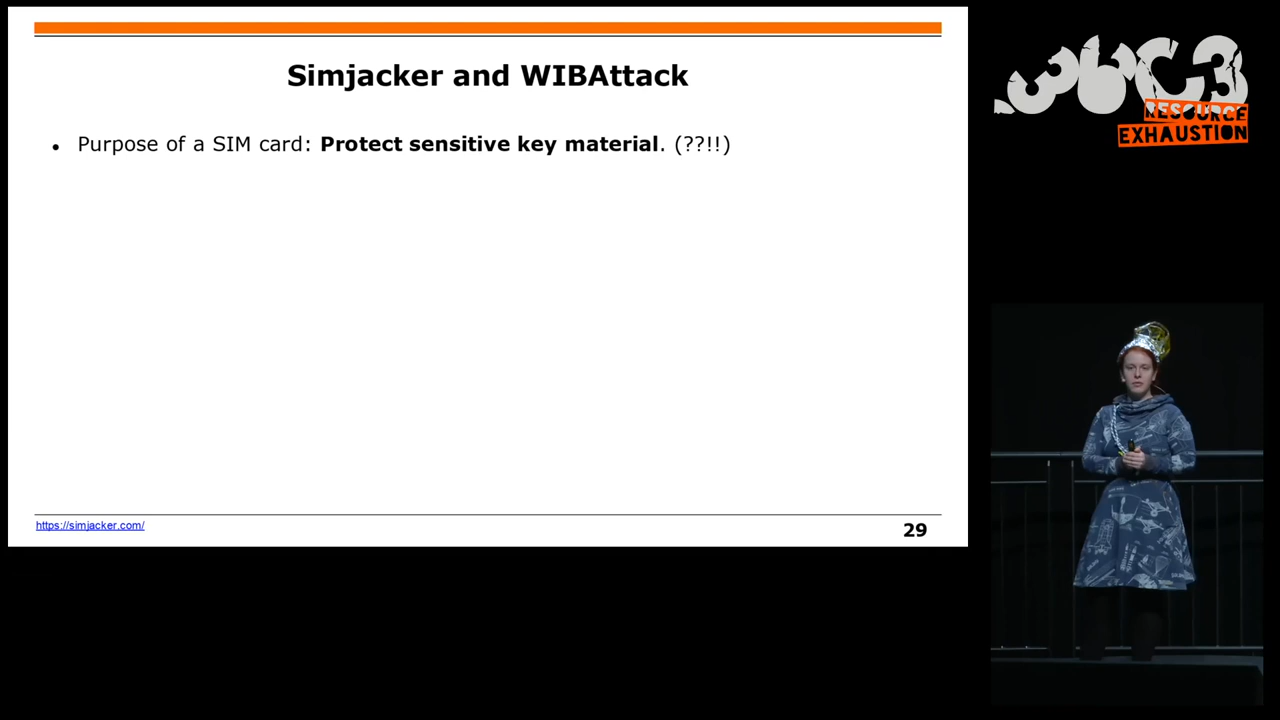 Simjacker and WIBAttack
• Purpose of a SIM card: Protect sensitive key material. (??!!)
https://simjacker.com/
29
36C3
RESOURCE
EXHAUSTION